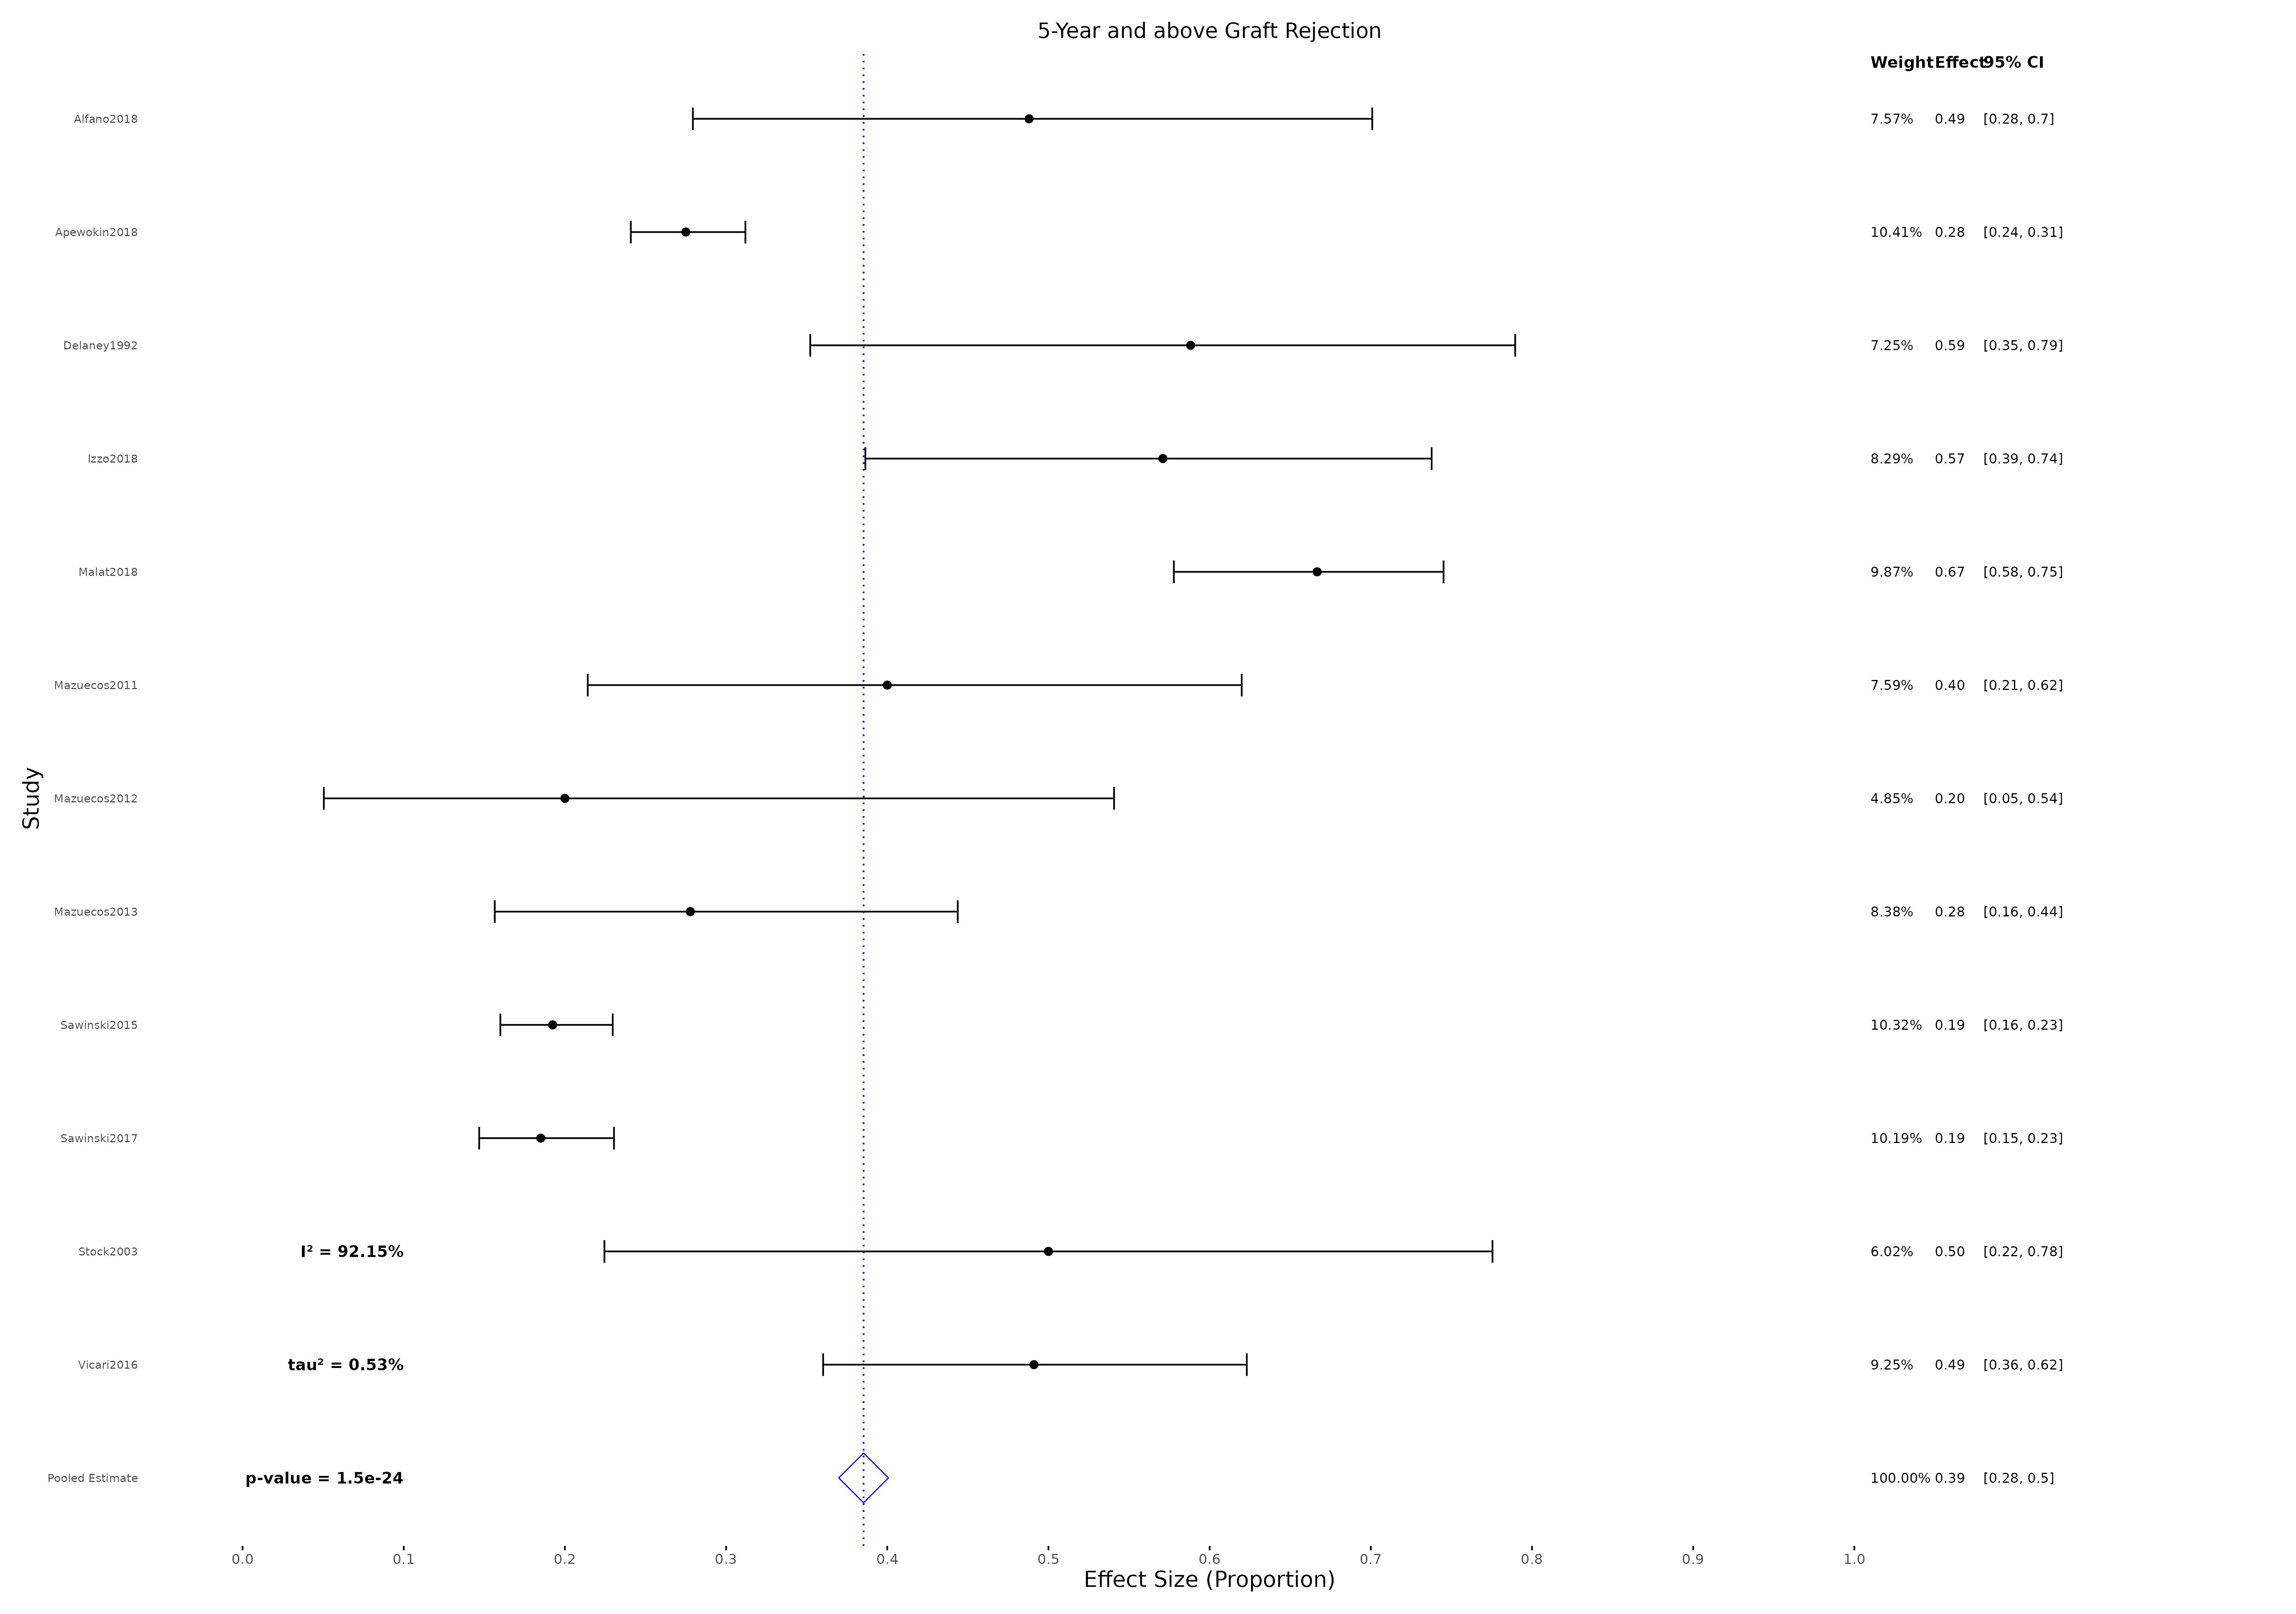 5-Year and above Graft Rejection
Weight Effect 95% CI
Alfano2018 7.57% 0.49 [0.28, 0.7]
Apewokin2018 10.41% 0.28 [0.24, 0.31]
Delaney1992 7.25% 0.59 [0.35, 0.79]
Izzo2018 8.29% 0.57 [0.39, 0.74]
Malat2018 9.87% 0.67 [0.58, 0.75]
Mazuecos2011 7.59% 0.40 [0.21, 0.62]
Study
Mazuecos2012 4.85% 0.20 [0.05, 0.54]
Mazuecos2013 8.38% 0.28 [0.16, 0.44]
Sawinski2015 10.32% 0.19 [0.16, 0.23]
Sawinski2017 10.19% 0.19 [0.15, 0.23]
Stock2003 I² = 92.15% 6.02% 0.50 [0.22, 0.78]
Vicari2016 tau² = 0.53% 9.25% 0.49 [0.36, 0.62]
Pooled Estimate p-value = 1.5e-24 100.00% 0.39 [0.28, 0.5]
0.0 0.1 0.2 0.3 0.4 0.5 0.6 0.7 0.8 0.9 1.0
Effect Size (Proportion)